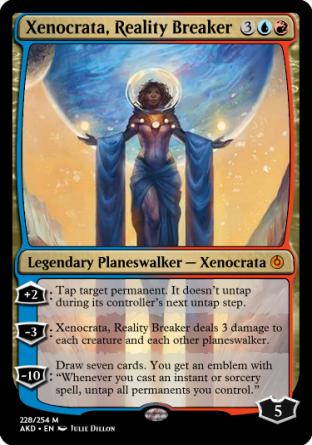 Xenocrata, Reality Breaker 3
Legendary Planeswalker — Xenocrata
+2 : Tap target permanent. It doesn't untap
during its controller's next untap step.
-3 : Xenocrata, Reality Breaker deals 3 damage to
each creature and each other planeswalker.
-10 : Draw seven cards. You get an emblem with
"Whenever you cast an instant or sorcery
spell, untap all permanents you control."
5
228/254 M
AKD • EN Julie Dillon